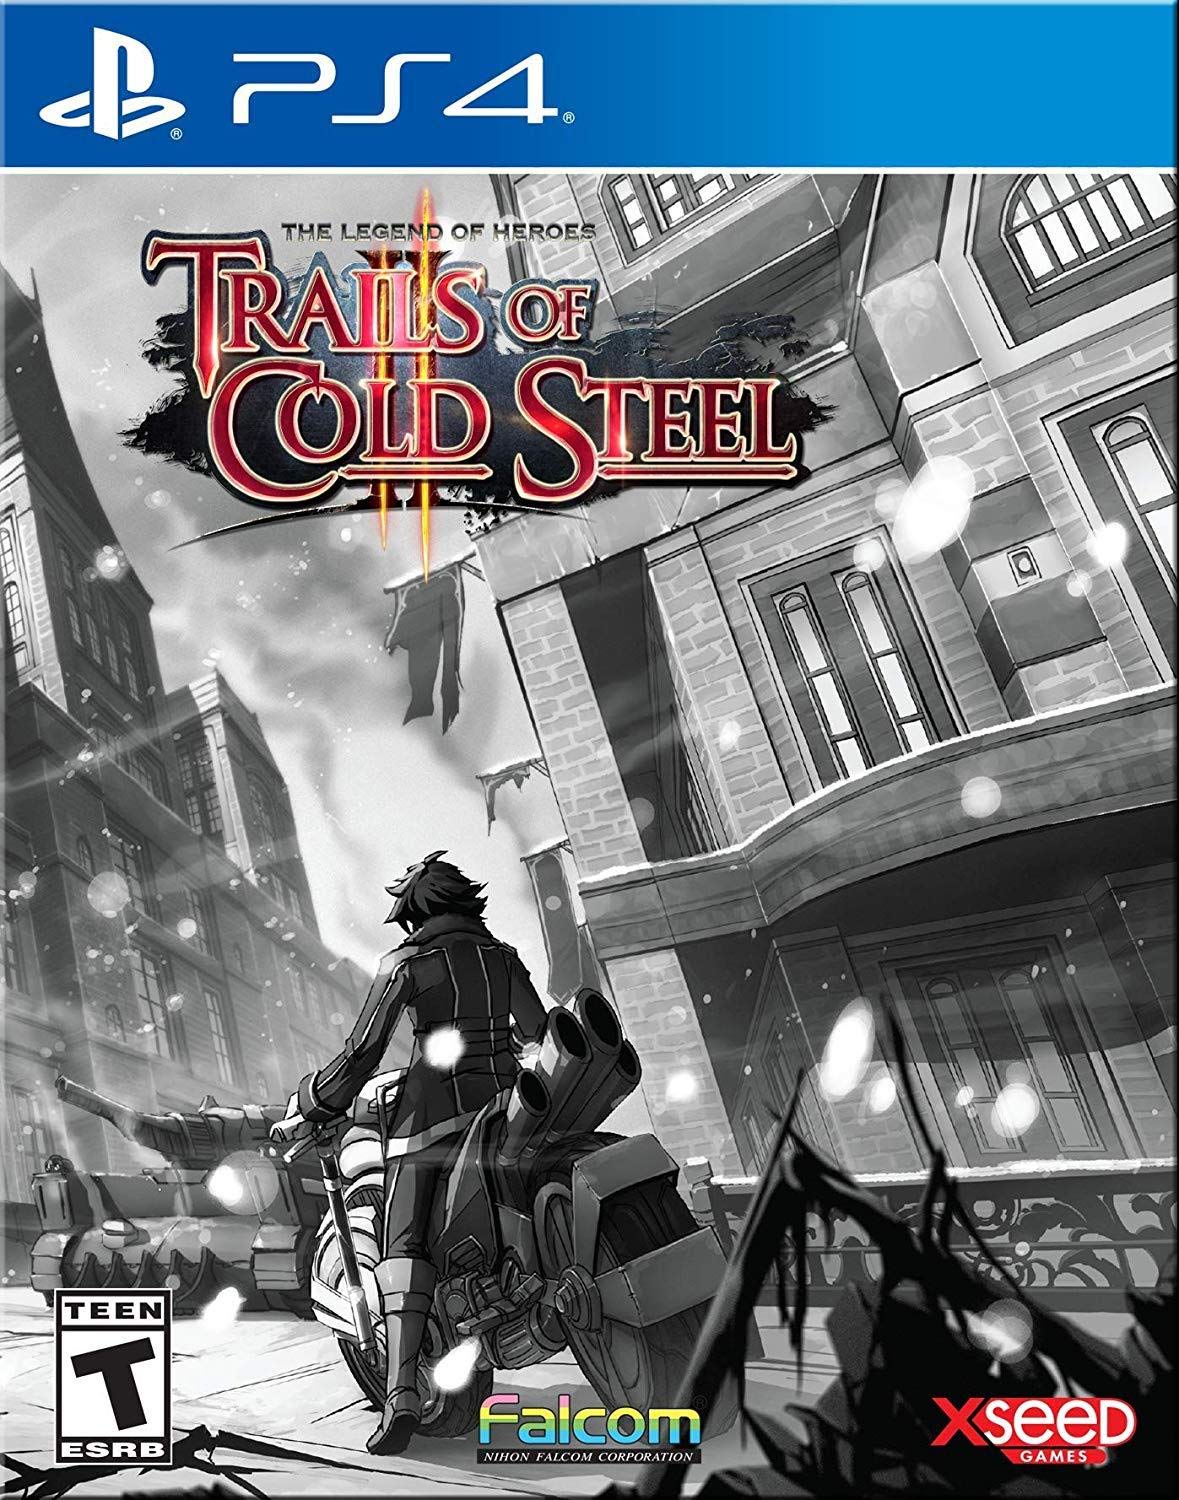 PS4
THE LEGEND OF HEROES
TRAILS OF
COLD STEEL
II
TEEN
T
ESRB
Falcom
NIHON FALCOM CORPORATION
XSEED
GAMES